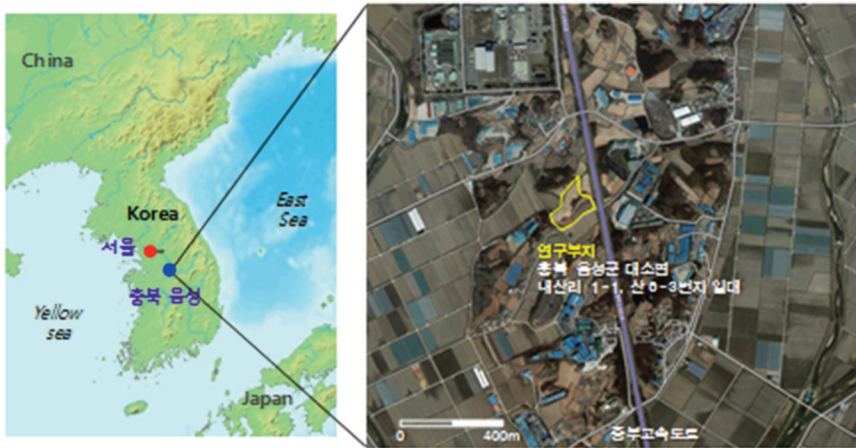 China
Korea
East
Sea
서울
충북 음성
Yellow
sea
Japan
연구부지
충북 음성군 대소면
내산리 1-1, 산 0-3번지 일대
0
400m
중부고속도로